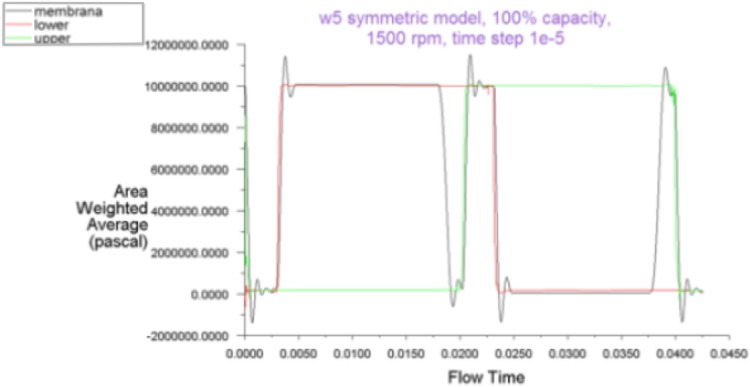 membrana
lower
upper
w5 symmetric model, 100% capacity,
1500 rpm, time step 1e-5
12000000.0000
10000000.0000
8000000.0000
6000000.0000
Area
Weighted
Average
(pascal)
4000000.0000
2000000.0000
0.0000
-2000000.0000
0.0000 0.0050 0.0100 0.0150 0.0200 0.0250 0.0300 0.0350 0.0400 0.0450
Flow Time